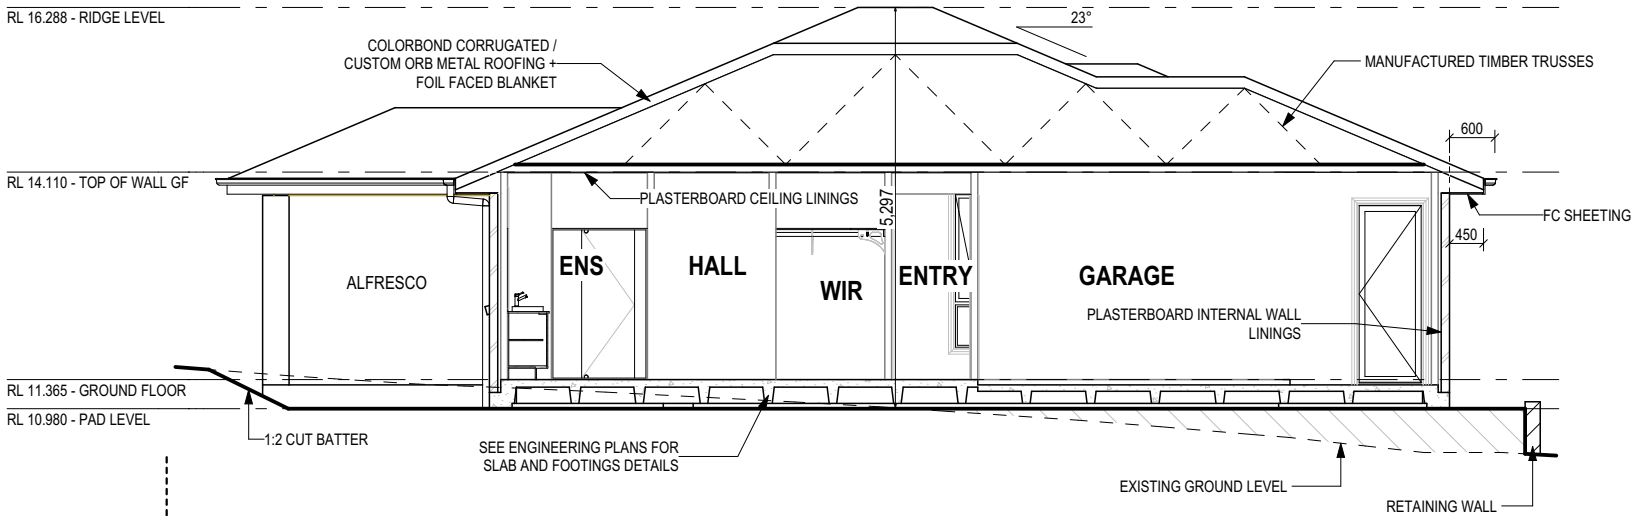 RL 16.288 - RIDGE LEVEL
23°
COLORBOND CORRUGATED /
CUSTOM ORB METAL ROOFING +
FOIL FACED BLANKET
MANUFACTURED TIMBER TRUSSES
600
RL 14.110 - TOP OF WALL GF
PLASTERBOARD CEILING LININGS
5,297
FC SHEETING
450
ENS
HALL
WIR
ENTRY
GARAGE
ALFRESCO
PLASTERBOARD INTERNAL WALL
LININGS
RL 11.365 - GROUND FLOOR
RL 10.980 - PAD LEVEL
1:2 CUT BATTER
SEE ENGINEERING PLANS FOR
SLAB AND FOOTINGS DETAILS
EXISTING GROUND LEVEL
RETAINING WALL